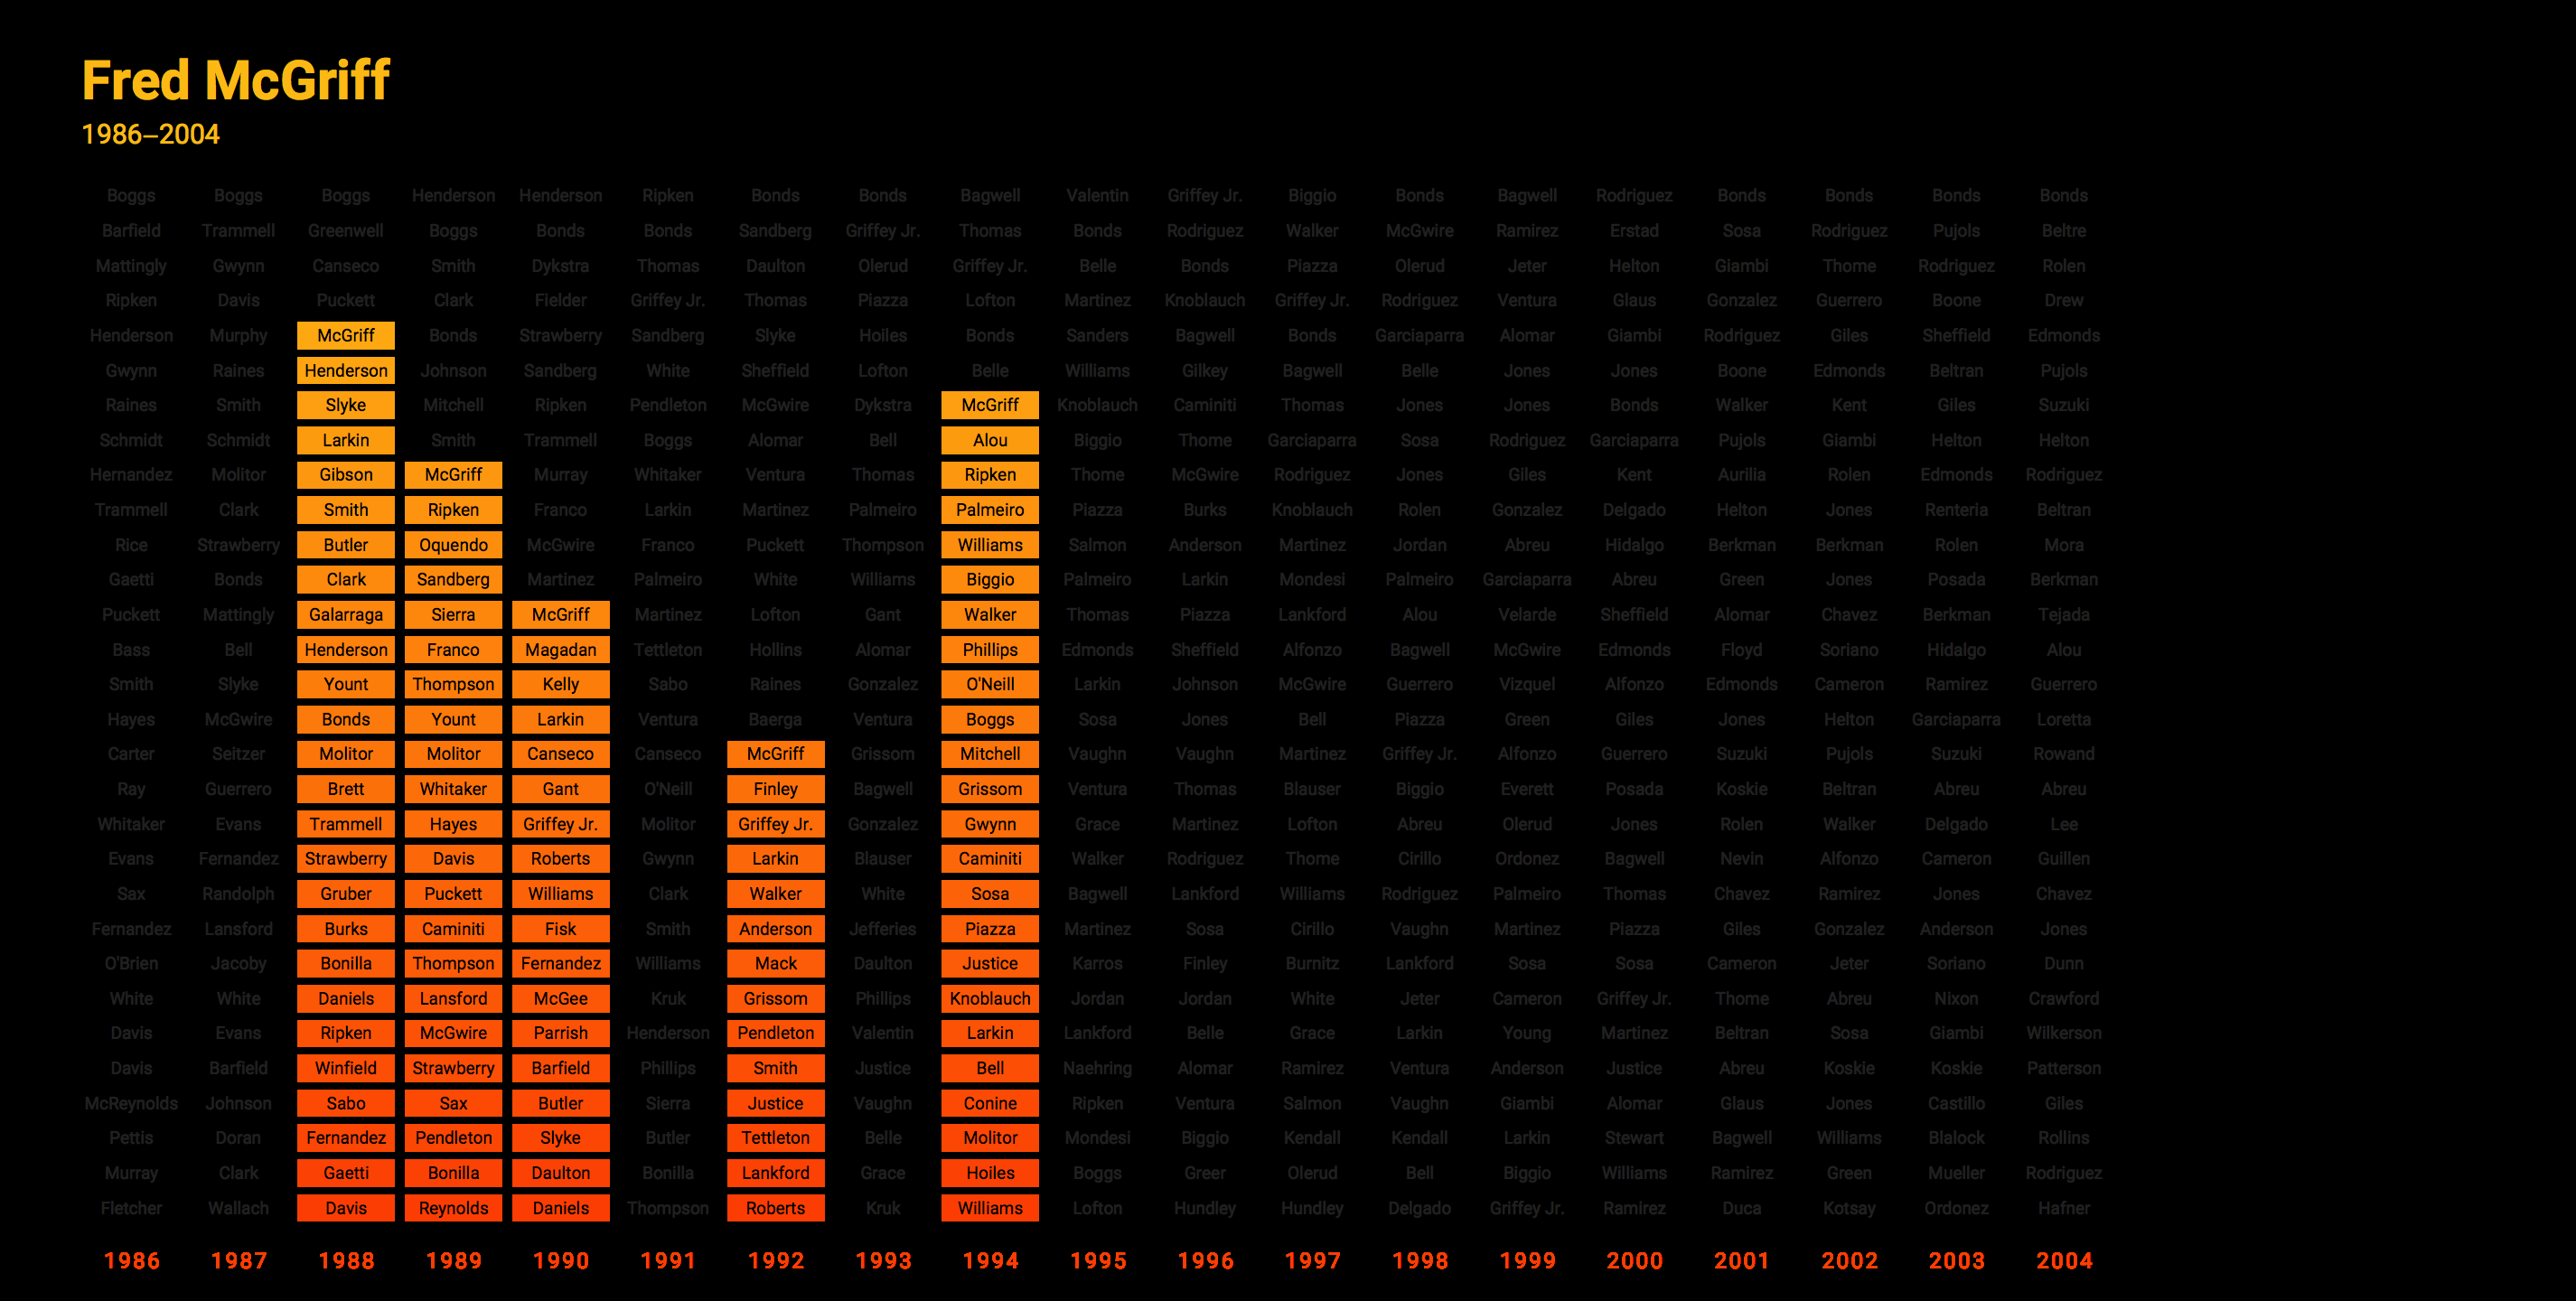 Fred McGriff
1986–2004
Boggs Boggs Boggs Henderson Henderson Ripken Bonds Bonds Bagwell Valentin Griffey Jr. Biggio Bonds Bagwell Rodriguez Bonds Bonds Bonds Bonds
Barfield Trammell Greenwell Boggs Bonds Bonds Sandberg Griffey Jr. Thomas Bonds Rodriguez Walker McGwire Ramirez Erstad Sosa Rodriguez Pujols Beltre
Mattingly Gwynn Canseco Smith Dykstra Thomas Daulton Olerud Griffey Jr. Belle Bonds Piazza Olerud Jeter Helton Giambi Thome Rodriguez Rolen
Ripken Davis Puckett Clark Fielder Griffey Jr. Thomas Piazza Lofton Martinez Knoblauch Griffey Jr. Rodriguez Ventura Glaus Gonzalez Guerrero Boone Drew
Henderson Murphy McGriff Bonds Strawberry Sandberg Slyke Hoiles Bonds Sanders Bagwell Bonds Garciaparra Alomar Giambi Rodriguez Giles Sheffield Edmonds
Gwynn Raines Henderson Johnson Sandberg White Sheffield Lofton Belle Williams Gilkey Bagwell Belle Jones Jones Boone Edmonds Beltran Pujols
Raines Smith Slyke Mitchell Ripken Pendleton McGwire Dykstra McGriff Knoblauch Caminiti Thomas Jones Jones Bonds Walker Kent Giles Suzuki
Schmidt Schmidt Larkin Smith Trammell Boggs Alomar Bell Alou Biggio Thome Garciaparra Sosa Rodriguez Garciaparra Pujols Giambi Helton Helton
Hernandez Molitor Gibson McGriff Murray Whitaker Ventura Thomas Ripken Thome McGwire Rodriguez Jones Giles Kent Aurilia Rolen Edmonds Rodriguez
Trammell Clark Smith Ripken Franco Larkin Martinez Palmeiro Palmeiro Piazza Burks Knoblauch Rolen Gonzalez Delgado Helton Jones Renteria Beltran
Rice Strawberry Butler Oquendo McGwire Franco Puckett Thompson Williams Salmon Anderson Martinez Jordan Abreu Hidalgo Berkman Berkman Rolen Mora
Gaetti Bonds Clark Sandberg Martinez Palmeiro White Williams Biggio Palmeiro Larkin Mondesi Palmeiro Garciaparra Abreu Green Jones Posada Berkman
Puckett Mattingly Galarraga Sierra McGriff Martinez Lofton Gant Walker Thomas Piazza Lankford Alou Velarde Sheffield Alomar Chavez Berkman Tejada
Bass Bell Henderson Franco Magadan Tettleton Hollins Alomar Phillips Edmonds Sheffield Alfonzo Bagwell McGwire Edmonds Floyd Soriano Hidalgo Alou
Smith Slyke Yount Thompson Kelly Sabo Raines Gonzalez O'Neill Larkin Johnson McGwire Guerrero Vizquel Alfonzo Edmonds Cameron Ramirez Guerrero
Hayes McGwire Bonds Yount Larkin Ventura Baerga Ventura Boggs Sosa Jones Bell Piazza Green Giles Jones Helton Garciaparra Loretta
Carter Seitzer Molitor Molitor Canseco Canseco McGriff Grissom Mitchell Vaughn Vaughn Martinez Griffey Jr. Alfonzo Guerrero Suzuki Pujols Suzuki Rowand
Ray Guerrero Brett Whitaker Gant O'Neill Finley Bagwell Grissom Ventura Thomas Blauser Biggio Everett Posada Koskie Beltran Abreu Abreu
Whitaker Evans Trammell Hayes Griffey Jr. Molitor Griffey Jr. Gonzalez Gwynn Grace Martinez Lofton Abreu Olerud Jones Rolen Walker Delgado Lee
Evans Fernandez Strawberry Davis Roberts Gwynn Larkin Blauser Caminiti Walker Rodriguez Thome Cirillo Ordonez Bagwell Nevin Alfonzo Cameron Guillen
Sax Randolph Gruber Puckett Williams Clark Walker White Sosa Bagwell Lankford Williams Rodriguez Palmeiro Thomas Chavez Ramirez Jones Chavez
Fernandez Lansford Burks Caminiti Fisk Smith Anderson Jefferies Piazza Martinez Sosa Cirillo Vaughn Martinez Piazza Giles Gonzalez Anderson Jones
O'Brien Jacoby Bonilla Thompson Fernandez Williams Mack Daulton Justice Karros Finley Burnitz Lankford Sosa Sosa Cameron Jeter Soriano Dunn
White White Daniels Lansford McGee Kruk Grissom Phillips Knoblauch Jordan Jordan White Jeter Cameron Griffey Jr. Thome Abreu Nixon Crawford
Davis Evans Ripken McGwire Parrish Henderson Pendleton Valentin Larkin Lankford Belle Grace Larkin Young Martinez Beltran Sosa Giambi Wilkerson
Davis Barfield Winfield Strawberry Barfield Phillips Smith Justice Bell Naehring Alomar Ramirez Ventura Anderson Justice Abreu Koskie Koskie Patterson
McReynolds Johnson Sabo Sax Butler Sierra Justice Vaughn Conine Ripken Ventura Salmon Vaughn Giambi Alomar Glaus Jones Castillo Giles
Pettis Doran Fernandez Pendleton Slyke Butler Tettleton Belle Molitor Mondesi Biggio Kendall Kendall Larkin Stewart Bagwell Williams Blalock Rollins
Murray Clark Gaetti Bonilla Daulton Bonilla Lankford Grace Hoiles Boggs Greer Olerud Bell Biggio Williams Ramirez Green Mueller Rodriguez
Fletcher Wallach Davis Reynolds Daniels Thompson Roberts Kruk Williams Lofton Hundley Hundley Delgado Griffey Jr. Ramirez Duca Kotsay Ordonez Hafner
1986 1987 1988 1989 1990 1991 1992 1993 1994 1995 1996 1997 1998 1999 2000 2001 2002 2003 2004